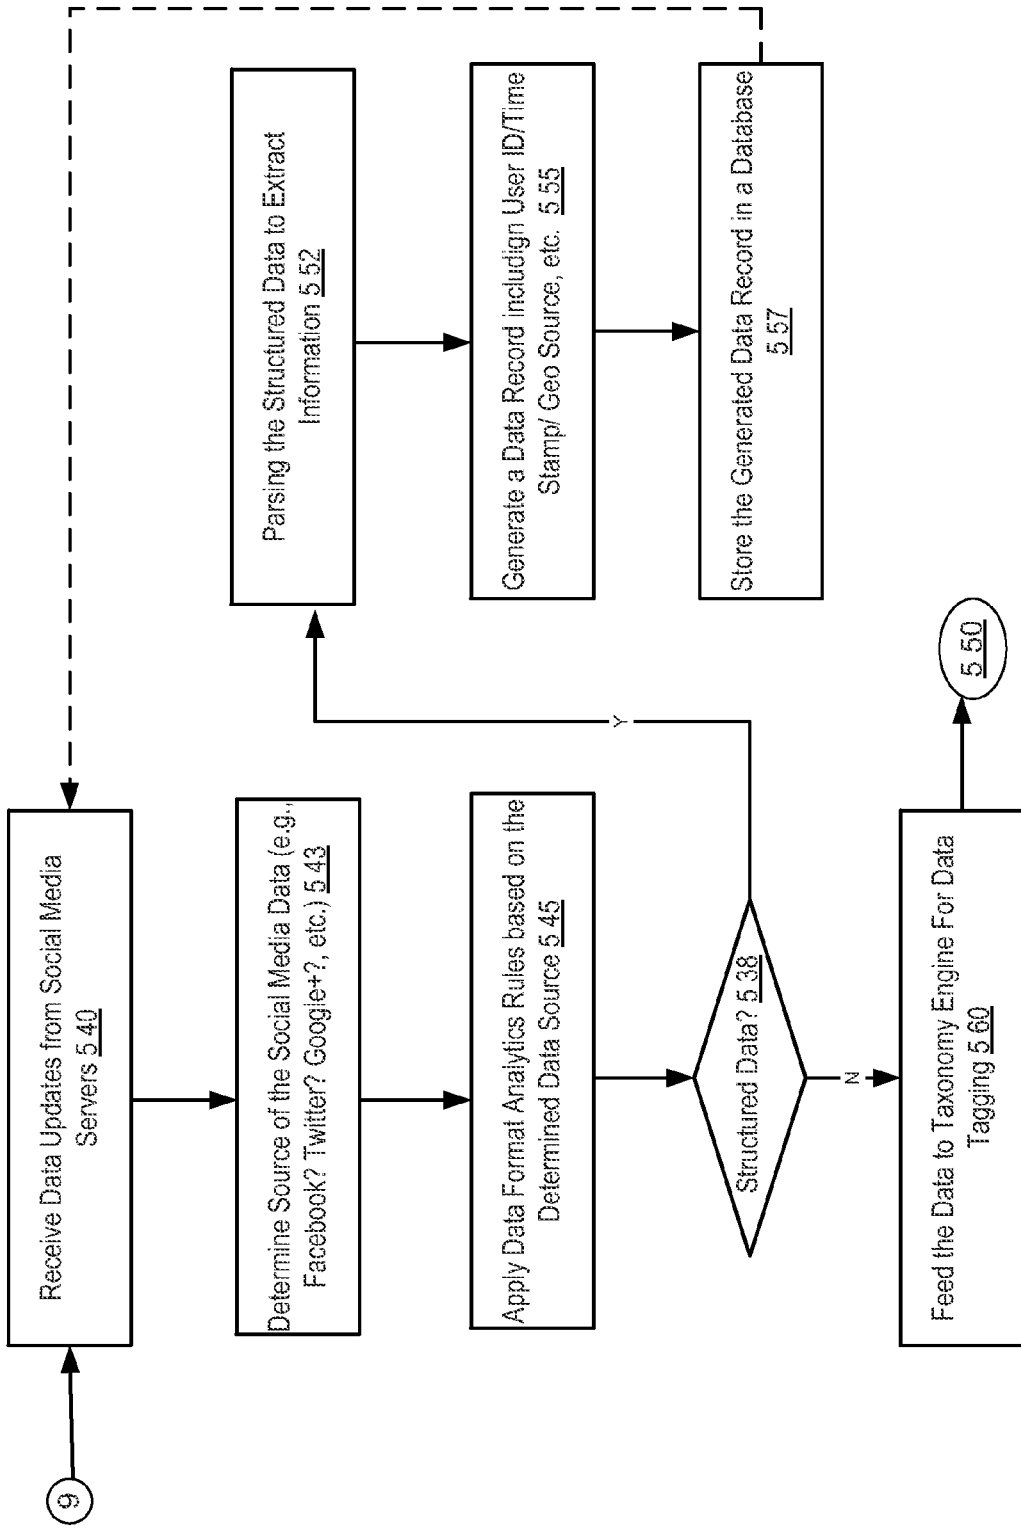 9
Receive Data Updates from Social Media
Servers 5.40
Determine Source of the Social Media Data (e.g.,
Facebook? Twitter? Google+?, etc.) 5.43
Apply Data Format Analytics Rules based on the
Determined Data Source 5.45
Structured Data? 5.38
Y
N
Parsing the Structured Data to Extract
Information 5.52
Generate a Data Record includign User ID/Time
Stamp/ Geo Source, etc. 5.55
Store the Generated Data Record in a Database
5.57
Feed the Data to Taxonomy Engine For Data
Tagging 5.60
5.50